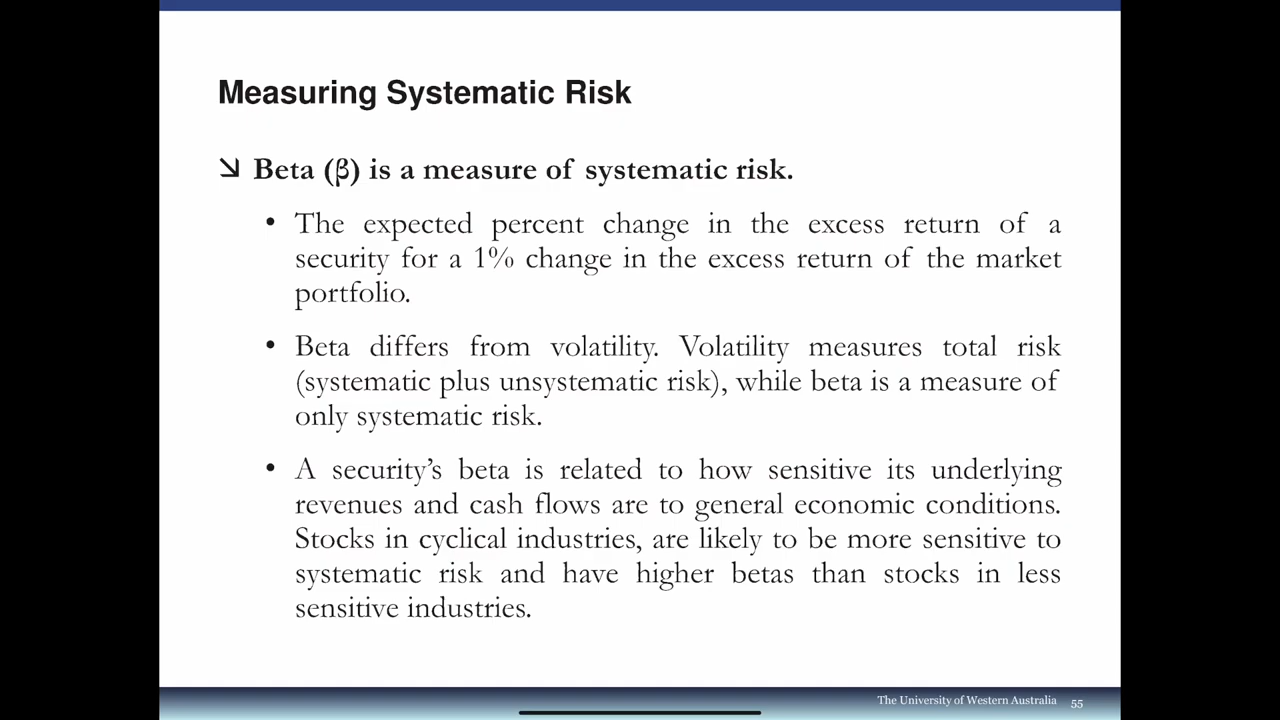 Measuring Systematic Risk
Beta (β) is a measure of systematic risk.
• The expected percent change in the excess return of a
security for a 1% change in the excess return of the market
portfolio.
• Beta differs from volatility. Volatility measures total risk
(systematic plus unsystematic risk), while beta is a measure of
only systematic risk.
• A security’s beta is related to how sensitive its underlying
revenues and cash flows are to general economic conditions.
Stocks in cyclical industries, are likely to be more sensitive to
systematic risk and have higher betas than stocks in less
sensitive industries.
The University of Western Australia 55